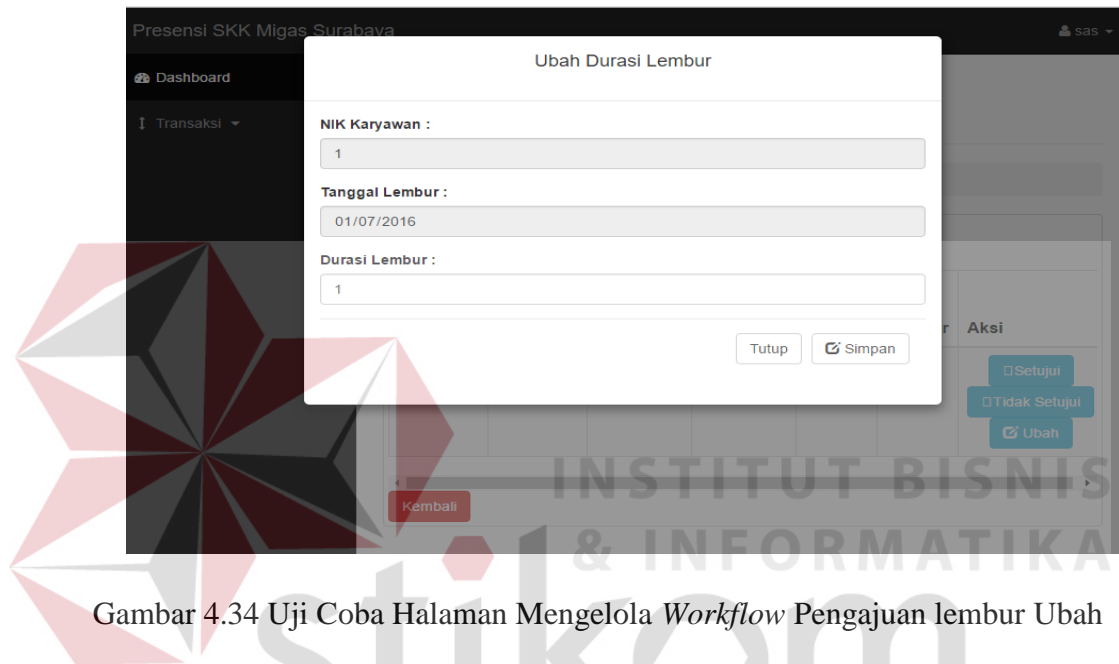 Presensi SKK Migas Surabaya
sas
Dashboard
Transaksi
Ubah Durasi Lembur
NIK Karyawan :
1
Tanggal Lembur :
01/07/2016
Durasi Lembur :
1
Tutup
Simpan
r
Aksi
Setujui
Tidak Setujui
Ubah
Kembali
INSTITUT BISNIS
& INFORMATIKA
stikom
Gambar 4.34 Uji Coba Halaman Mengelola Workflow Pengajuan lembur Ubah